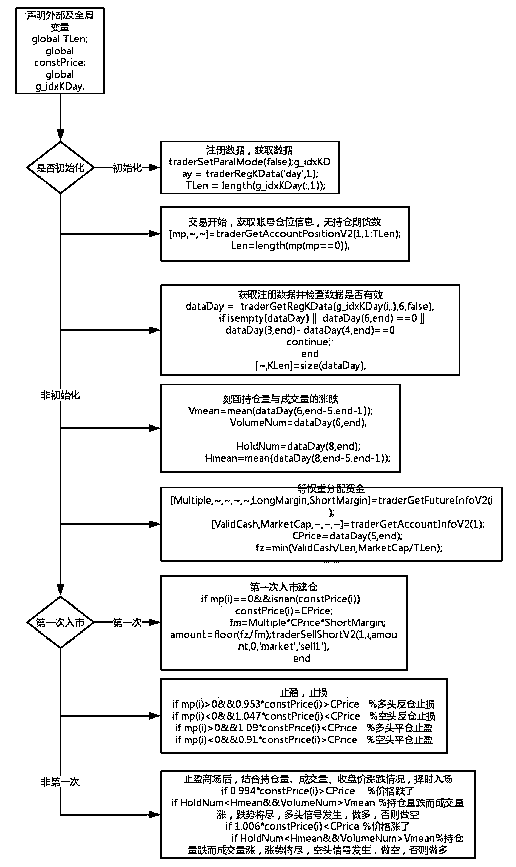 声明外部及全局
变量
global TLen;
global
constPrice;
global
g_idxKDay.
是否初始化
初始化
注册数据，获取数据
traderSetParalMode(false);g_idxKD
ay = traderRegKData('day',1);
TLen = length(g_idxKDay(:,1));
交易开始，获取账号仓位信息，无持仓期货数
[mp,~,~]=traderGetAccountPositionV2(1,1:TLen);
Len=length(mp(mp==0)),
获取注册数据并检查数据是否有效
dataDay = traderGetRegKData(g_idxKDay(i,:),6,false),
if isempty(dataDay) || dataDay(6,end)==0 ||
dataDay(3,end)- dataDay(4,end)==0
continue;
end
[~,KLen]=size(dataDay),
非初始化
刻画持仓量与成交量的涨跌
Vmean=mean(dataDay(6,end-5:end-1));
VolumeNum=dataDay(6,end),
HoldNum=dataDay(8,end);
Hmean=mean(dataDay(8,end-5:end-1));
等权重分配资金
[Multiple,~,~,~,~,LongMargin,ShortMargin]=traderGetFutureInfoV2(i
);
[ValidCash,MarketCap,~,~,~]=traderGetAccountInfoV2(1);
CPrice=dataDay(5,end);
fz=min(ValidCash/Len,MarketCap/TLen);
第一次入市
第一次
第一次入市建仓
if mp(i)==0&&isnan(constPrice(i))
constPrice(i)=CPrice;
fm=Multiple*CPrice*ShortMargin;
amount=floor(fz/fm);traderSellShortV2(1,i,amou
nt,0,'market','sell1'),
end
止盈，止损
if mp(i)>0&&0.953*constPrice(i)>CPrice %多头反仓止损
if mp(i)<0&&1.047*constPrice(i)<CPrice %空头反仓止损
if mp(i)>0&&1.09*constPrice(i)<CPrice %多头平仓止盈
if mp(i)<0&&0.91*constPrice(i)>CPrice %空头平仓止盈
非第一次
止盈离场后，结合持仓量、成交量、收盘价涨跌情况，择时入场
if 0.994*constPrice(i)>CPrice %价格跌了
if HoldNum<Hmean&&VolumeNum>Vmean %持仓量跌而成交量
涨，跌势将尽，多头信号发生，做多，否则做空
if 1.006*constPrice(i)<CPrice %价格涨了
if HoldNum<Hmean&&VolumeNum>Vmean%持仓
量跌而成交量涨，涨势将尽，空头信号发生，做空，否则做多